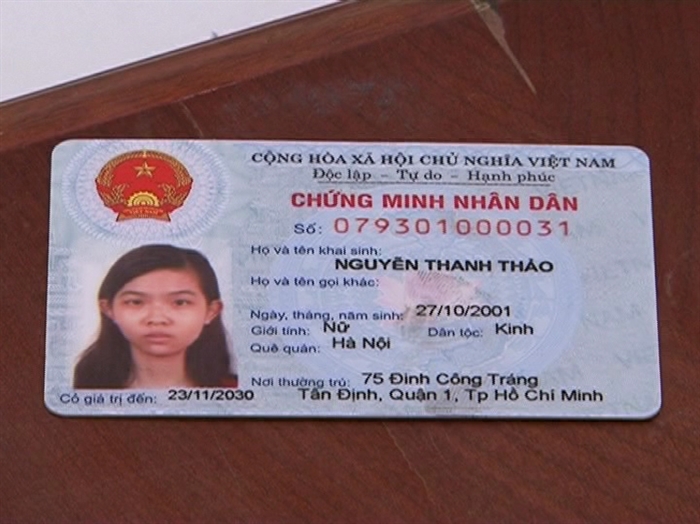 CỘNG HÒA XÃ HỘI CHỦ NGHĨA VIỆT NAM
Độc lập - Tự do - Hạnh phúc
CHỨNG MINH NHÂN DÂN
Số: 079301000031
Họ và tên khai sinh:
NGUYỄN THANH THẢO
Họ và tên gọi khác:
Ngày, tháng, năm sinh: 27/10/2001
Giới tính: Nữ Dân tộc: Kinh
Quê quán: Hà Nội
Nơi thường trú: 75 Đinh Công Tráng
Tân Định, Quận 1, Tp Hồ Chí Minh
Có giá trị đến: 23/11/2030